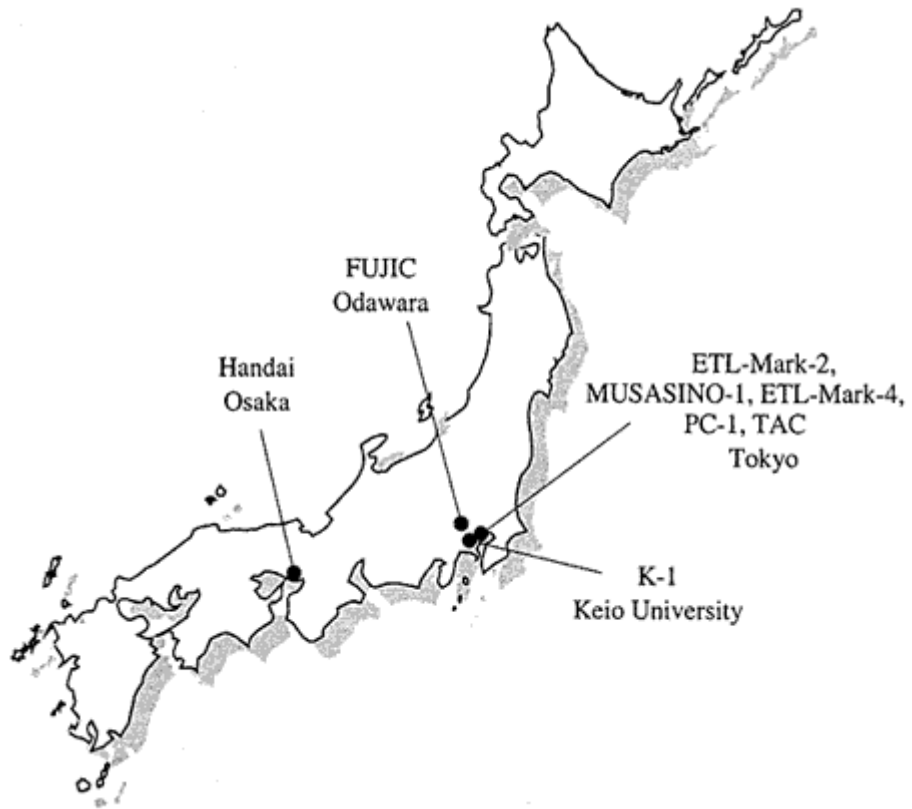 FUJIC
Odawara
Handai
Osaka
ETL-Mark-2,
MUSASINO-1, ETL-Mark-4,
PC-1, TAC
Tokyo
K-1
Keio University